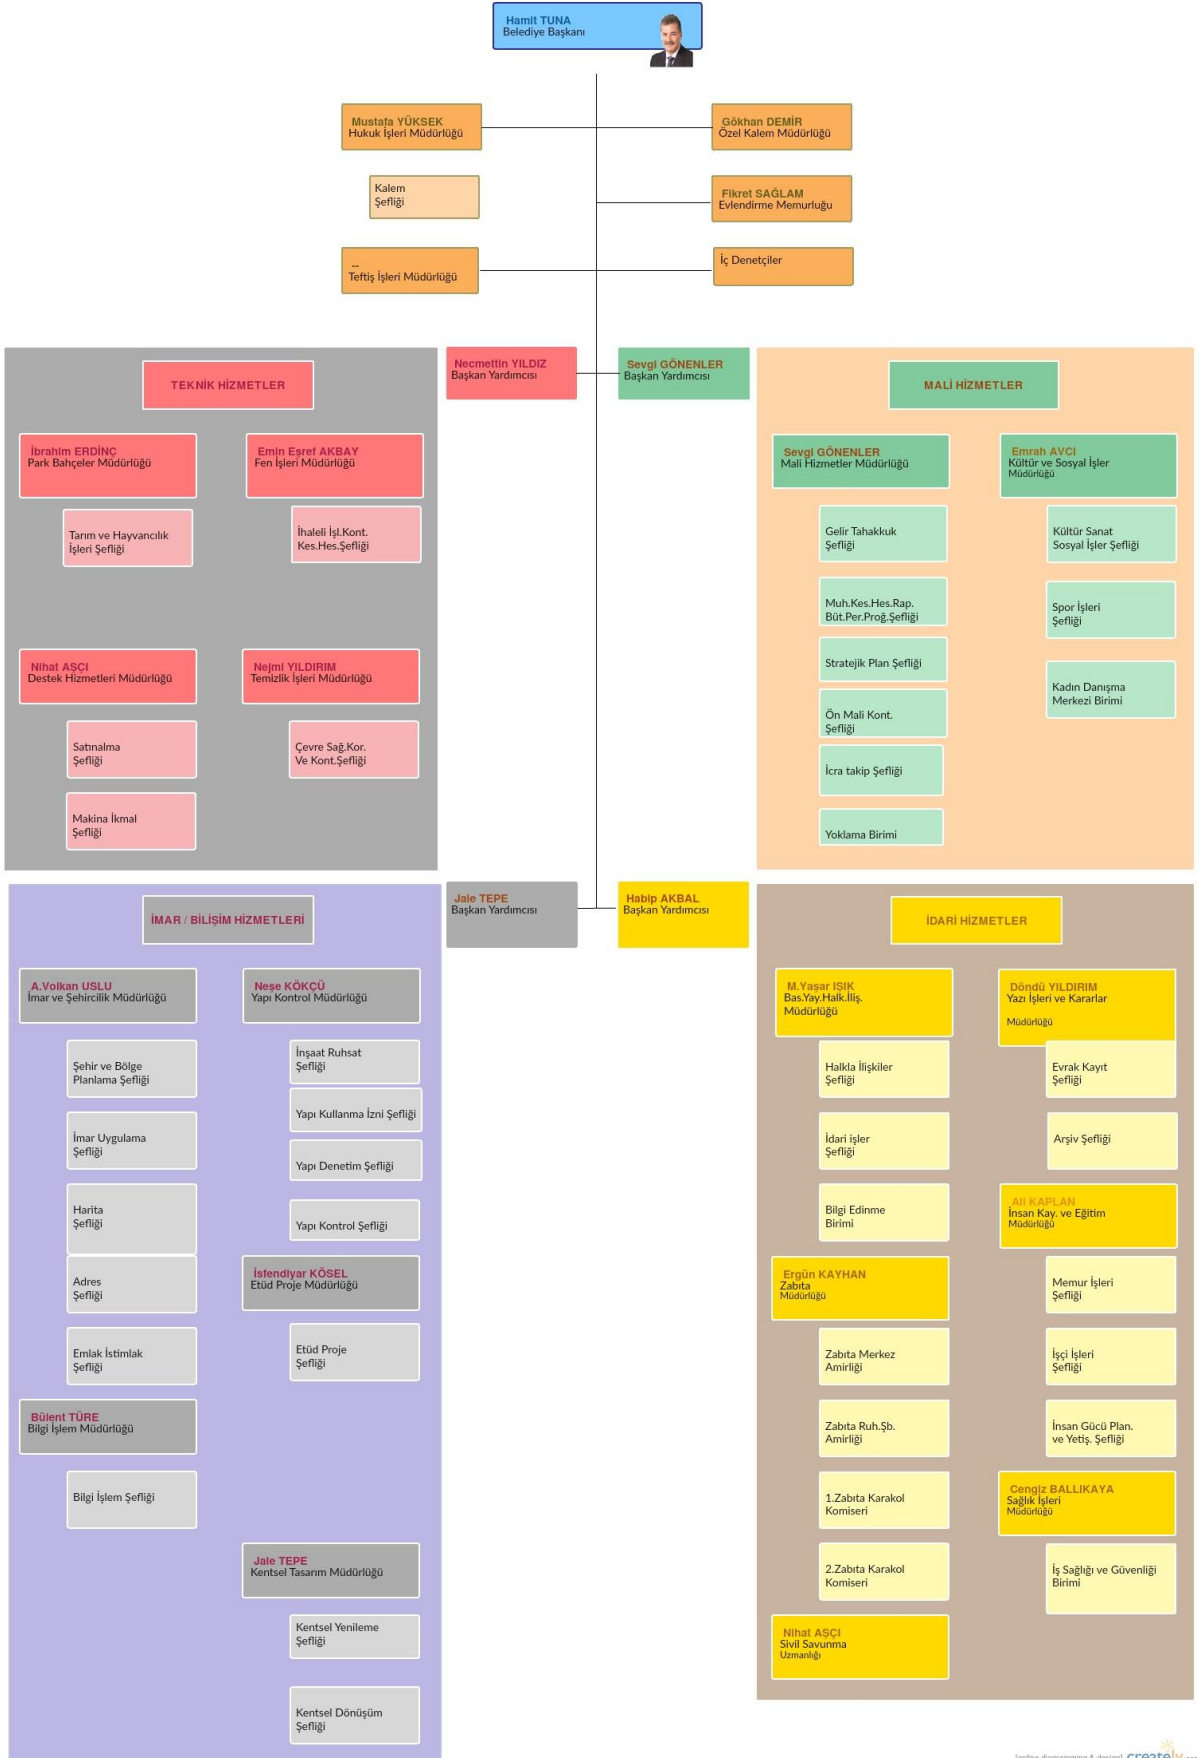 Hamit TUNA
Belediye Başkanı
Mustafa YÜKSEK
Hukuk İşleri Müdürlüğü
Gökhan DEMİR
Özel Kalem Müdürlüğü
Kalem
Şefliği
Fikret SAĞLAM
Evlendirme Memurluğu
--
Teftiş İşleri Müdürlüğü
İç Denetçiler
Necmettin YILDIZ
Başkan Yardımcısı
Sevgi GÖNENLER
Başkan Yardımcısı
TEKNİK HİZMETLER
İbrahim ERDİNÇ
Park Bahçeler Müdürlüğü
Tarım ve Hayvancılık
İşleri Şefliği
Emin Eşref AKBAY
Fen İşleri Müdürlüğü
İhaleli İşl.Kont.
Kes.Hes.Şefliği
Nihat AŞÇI
Destek Hizmetleri Müdürlüğü
Satınalma
Şefliği
Makina İkmal
Şefliği
Nejmi YILDIRIM
Temizlik İşleri Müdürlüğü
Çevre Sağ.Kor.
Ve Kont.Şefliği
MALİ HİZMETLER
Sevgi GÖNENLER
Mali Hizmetler Müdürlüğü
Gelir Tahakkuk
Şefliği
Muh.Kes.Hes.Rap.
Büt.Per.Proğ.Şefliği
Stratejik Plan Şefliği
Ön Mali Kont.
Şefliği
İcra takip Şefliği
Yoklama Birimi
Emrah AVCI
Kültür ve Sosyal İşler
Müdürlüğü
Kültür Sanat
Sosyal İşler Şefliği
Spor İşleri
Şefliği
Kadın Danışma
Merkezi Birimi
Jale TEPE
Başkan Yardımcısı
Habip AKBAL
Başkan Yardımcısı
İMAR / BİLİŞİM HİZMETLERİ
A.Volkan USLU
İmar ve Şehircilik Müdürlüğü
Şehir ve Bölge
Planlama Şefliği
İmar Uygulama
Şefliği
Harita
Şefliği
Adres
Şefliği
Emlak İstimlak
Şefliği
Bülent TÜRE
Bilgi İşlem Müdürlüğü
Bilgi İşlem Şefliği
Neşe KÖKÇÜ
Yapı Kontrol Müdürlüğü
İnşaat Ruhsat
Şefliği
Yapı Kullanma İzni Şefliği
Yapı Denetim Şefliği
Yapı Kontrol Şefliği
İsfendiyar KÖSEL
Etüd Proje Müdürlüğü
Etüd Proje
Şefliği
Jale TEPE
Kentsel Tasarım Müdürlüğü
Kentsel Yenileme
Şefliği
Kentsel Dönüşüm
Şefliği
İDARİ HİZMETLER
M.Yaşar IŞIK
Bas.Yay.Halk.İliş.
Müdürlüğü
Halkla İlişkiler
Şefliği
İdari işler
Şefliği
Bilgi Edinme
Birimi
Ergün KAYHAN
Zabıta
Müdürlüğü
Zabıta Merkez
Amirliği
Zabıta Ruh.Şb.
Amirliği
1.Zabıta Karakol
Komiseri
2.Zabıta Karakol
Komiseri
Nihat AŞÇI
Sivil Savunma
Uzmanlığı
Döndü YILDIRIM
Yazı İşleri ve Kararlar
Müdürlüğü
Evrak Kayıt
Şefliği
Arşiv Şefliği
Ali KAPLAN
İnsan Kay. ve Eğitim
Müdürlüğü
Memur İşleri
Şefliği
İşçi İşleri
Şefliği
İnsan Gücü Plan.
ve Yetiş. Şefliği
Cengiz BALLIKAYA
Sağlık İşleri
Müdürlüğü
İş Sağlığı ve Güvenliği
Birimi
[online diagramming & design] creately